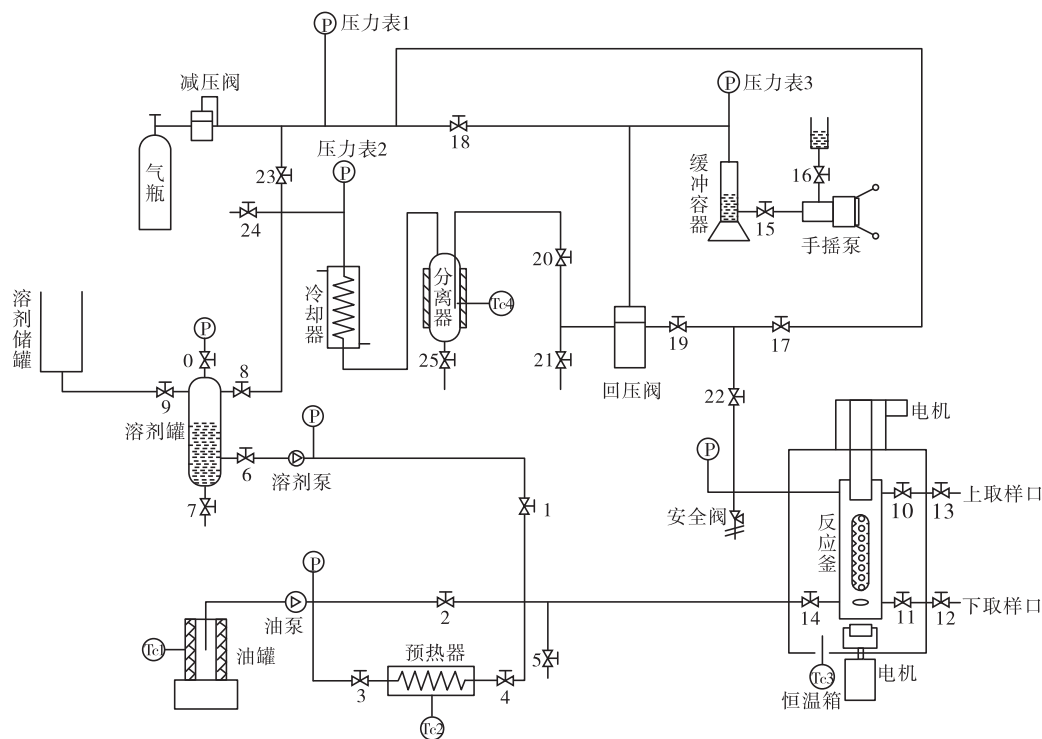 P 压力表1
减压阀
P 压力表3
18
压力表2
P
气瓶
23
缓冲容器
16
24
15
手摇泵
20
分离器
Tc4
冷却器
溶剂储罐
P
0
8
25
21
19
17
回压阀
9
22
溶剂罐
P
电机
6
溶剂泵
P
7
1
安全阀
10
13
上取样口
反应釜
P
2
14
11
12
下取样口
油泵
Tc1
油罐
预热器
5
3
4
Tc2
Tc3
恒温箱
电机